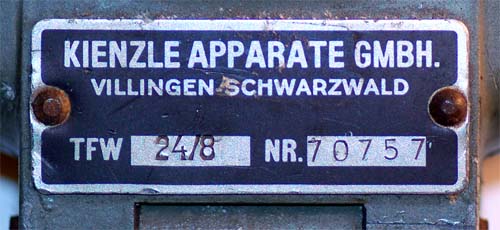 KIENZLE APPARATE GMBH.
VILLINGEN/SCHWARZWALD
TFW 24/8 NR. 70757